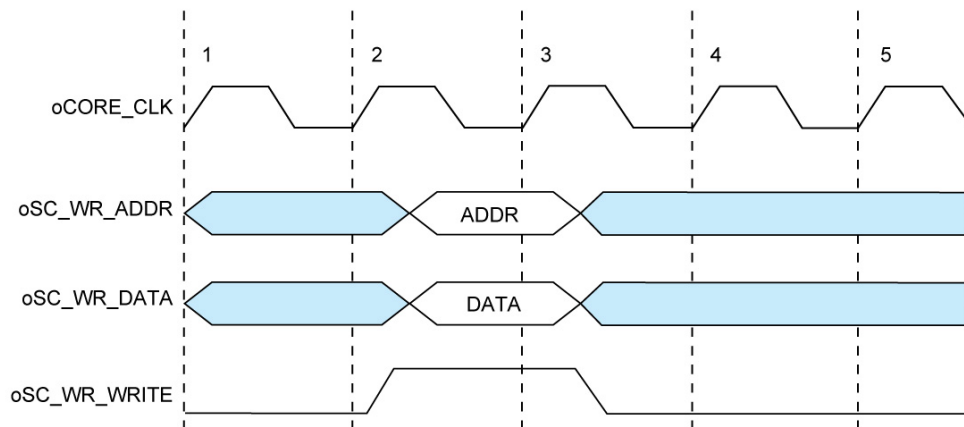 1 2 3 4 5
oCORE_CLK
oSC_WR_ADDR ADDR
oSC_WR_DATA DATA
oSC_WR_WRITE